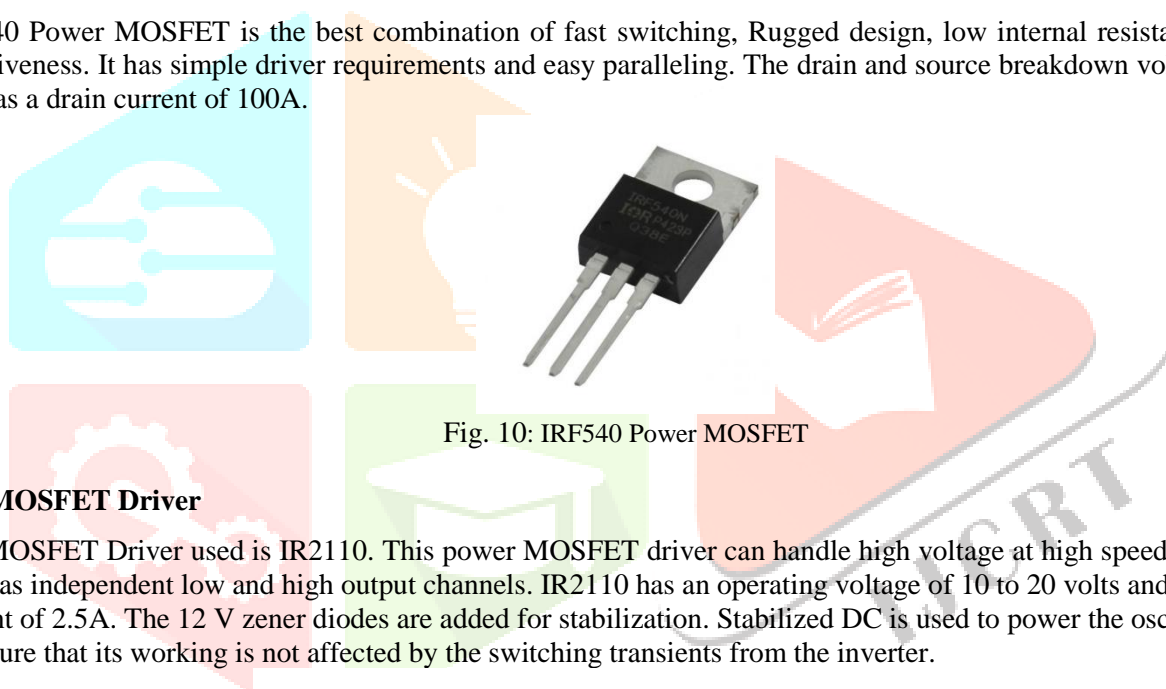 40 Power MOSFET is the best combination of fast switching, Rugged design, low internal
iveness. It has simple driver requirements and easy paralleling. The drain and source breakdown
as a drain current of 100A.
IRF540N
IOR P423P
Q38E
Fig. 10: IRF540 Power MOSFET
MOSFET Driver
MOSFET Driver used is IR2110. This power MOSFET driver can handle high voltage at high speed
as independent low and high output channels. IR2110 has an operating voltage of 10 to 20 volts and
nt of 2.5A. The 12 V zener diodes are added for stabilization. Stabilized DC is used to power the
ure that its working is not affected by the switching transients from the inverter.
IJCRT